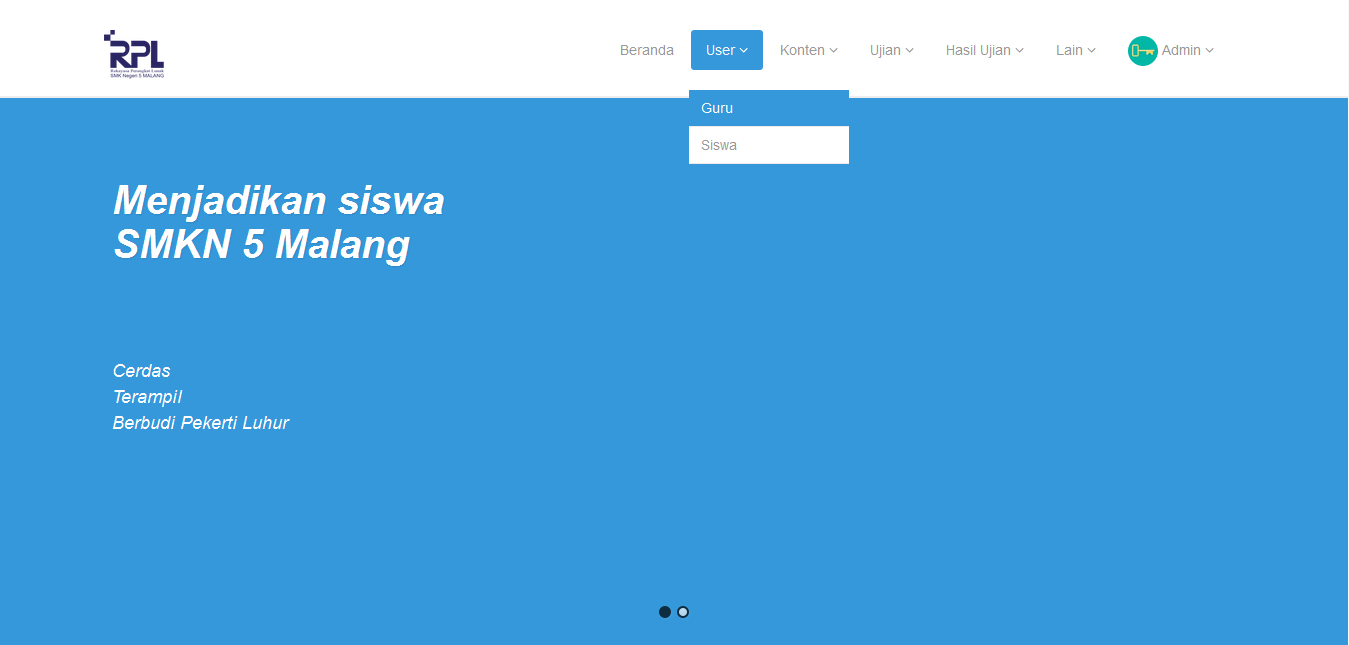 RPL
Rekayasa Perangkat Lunak
SMK Negeri 5 MALANG
Beranda
User
Konten
Ujian
Hasil Ujian
Lain
Admin
Guru
Siswa
Menjadikan siswa
SMKN 5 Malang
Cerdas
Terampil
Berbudi Pekerti Luhur